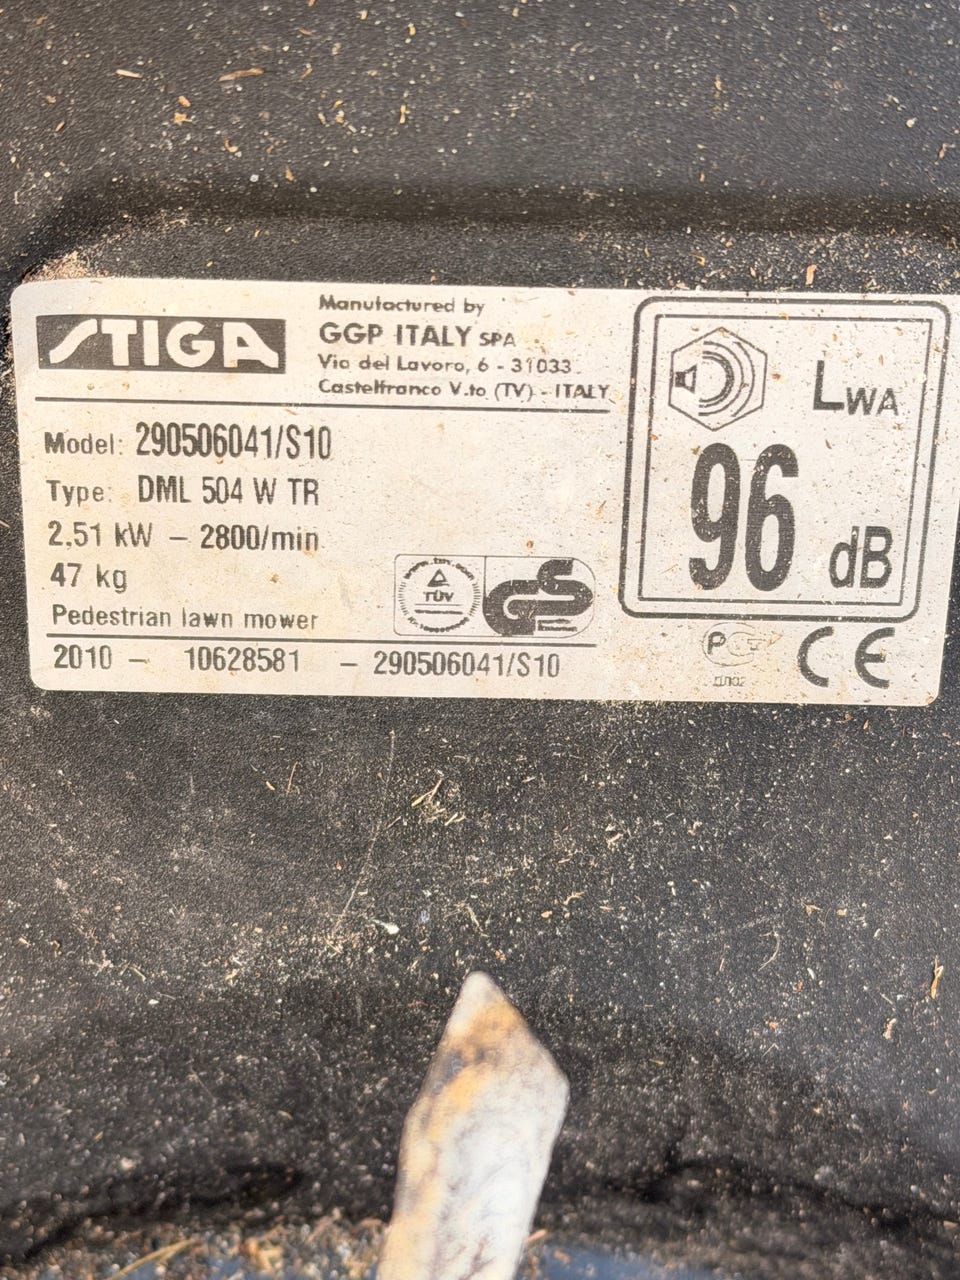 STIGA
Manufactured by
GGP ITALY SPA
Via del Lavoro, 6 - 31033
Castelfranco V.to (TV) - ITALY
Model: 290506041/S10
Type: DML 504 W TR
2,51 kW – 2800/min
47 kg
Pedestrian lawn mower
2010 – 10628581 – 290506041/S10
TÜV
GS
LWA
96 dB
CE